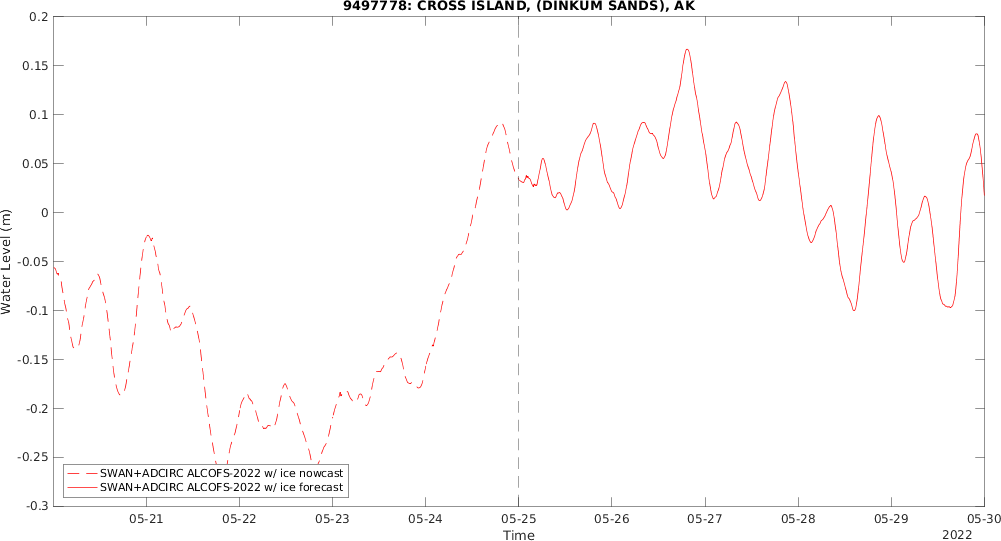 9497778: CROSS ISLAND, (DINKUM SANDS), AK
0.2
0.15
0.1
0.05
0
-0.05
-0.1
-0.15
-0.2
-0.25
-0.3
Water Level (m)
SWAN+ADCIRC ALCOFS-2022 w/ ice nowcast
SWAN+ADCIRC ALCOFS-2022 w/ ice forecast
05-21 05-22 05-23 05-24 05-25 05-26 05-27 05-28 05-29 05-30
Time
2022